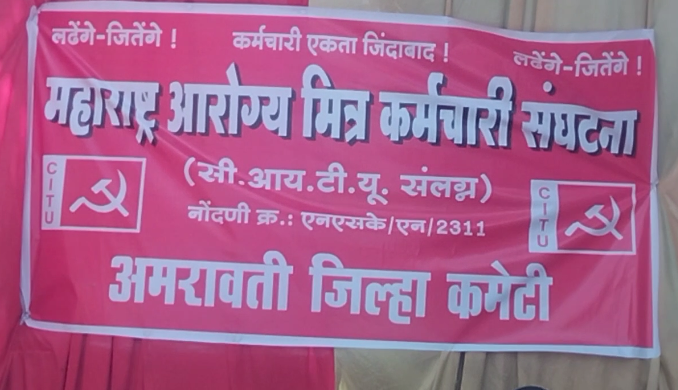 लढेंगे-जितेंगे ! कर्मचारी एकता जिंदाबाद ! लढेंगे-जितेंगे !
महाराष्ट्र आरोग्य मित्र कर्मचारी संघटना
CITU (सी.आय.टी.यू. संलग्न) CITU
नोंदणी क्र.: एनएसके/एन/2311
अमरावती जिल्हा कमेटी